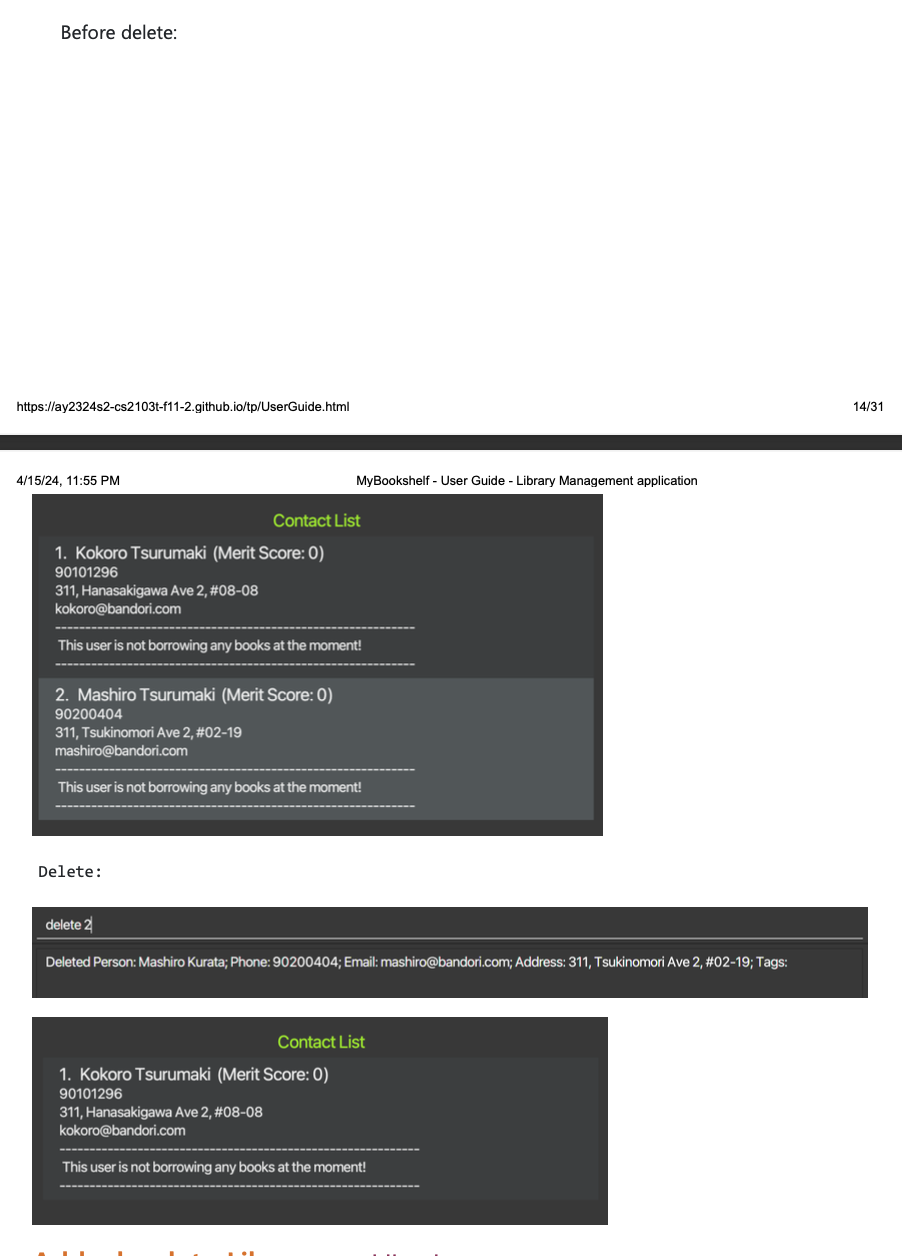 Before delete:
https://ay2324s2-cs2103t-f11-2.github.io/tp/UserGuide.html 14/31
4/15/24, 11:55 PM MyBookshelf - User Guide - Library Management application
Contact List
1. Kokoro Tsurumaki (Merit Score: 0)
90101296
311, Hanasakigawa Ave 2, #08-08
kokoro@bandori.com
------------------------------------------------------------
This user is not borrowing any books at the moment!
------------------------------------------------------------
2. Mashiro Tsurumaki (Merit Score: 0)
90200404
311, Tsukinomori Ave 2, #02-19
mashiro@bandori.com
------------------------------------------------------------
This user is not borrowing any books at the moment!
------------------------------------------------------------
Delete:
delete 2
Deleted Person: Mashiro Kurata; Phone: 90200404; Email: mashiro@bandori.com; Address: 311, Tsukinomori Ave 2, #02-19; Tags:
Contact List
1. Kokoro Tsurumaki (Merit Score: 0)
90101296
311, Hanasakigawa Ave 2, #08-08
kokoro@bandori.com
------------------------------------------------------------
This user is not borrowing any books at the moment!
------------------------------------------------------------